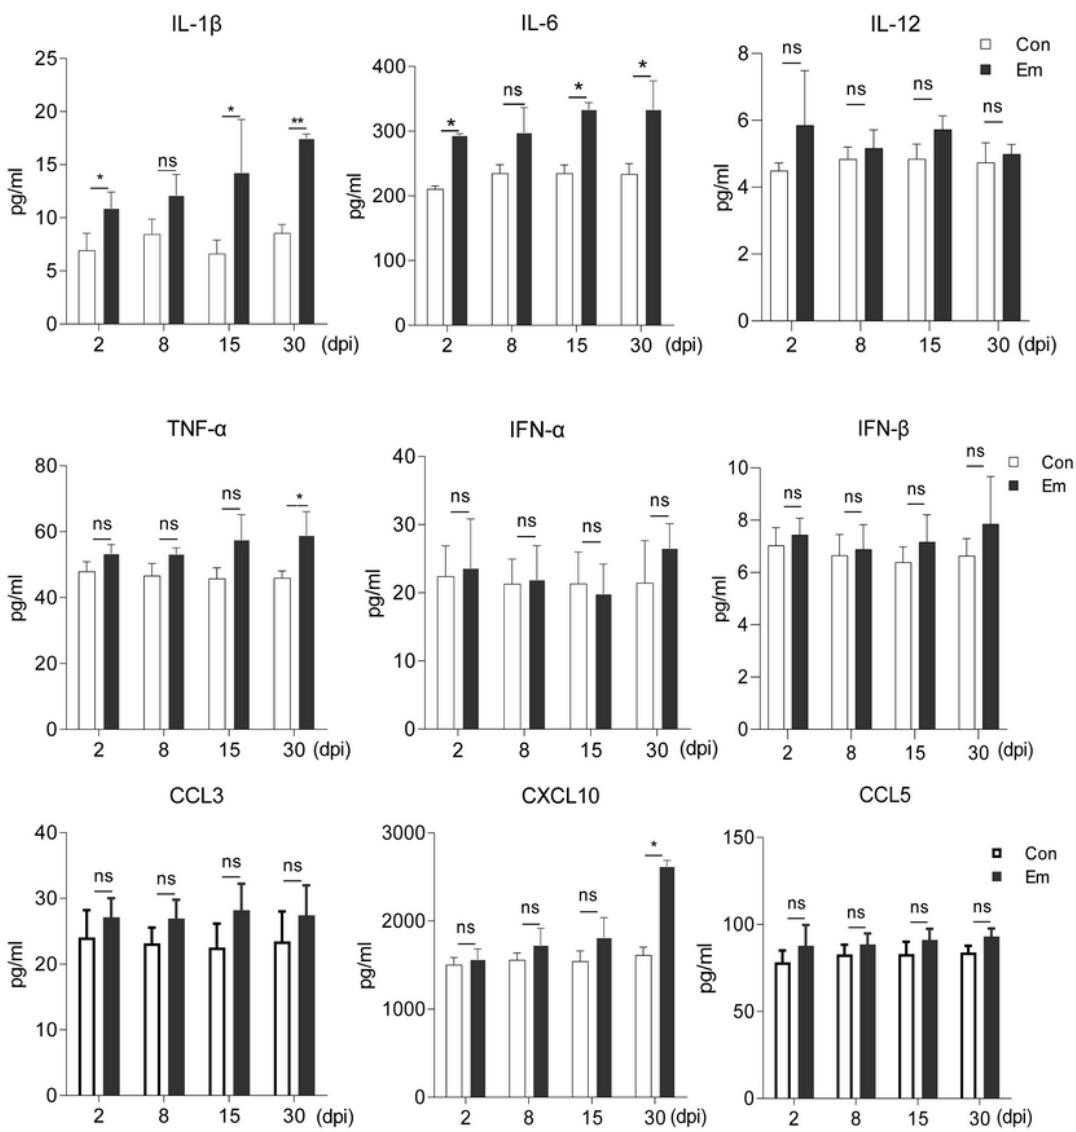 IL-1β
IL-6
IL-12
Con
Em
pg/ml
25
20
15
10
5
0
*
ns
*
**
2 8 15 30 (dpi)
pg/ml
400
300
200
100
0
*
ns
*
*
2 8 15 30 (dpi)
pg/ml
8
6
4
2
0
ns
ns
ns
ns
2 8 15 30 (dpi)
TNF-α
IFN-α
IFN-β
Con
Em
pg/ml
80
60
40
20
0
ns
ns
ns
*
2 8 15 30 (dpi)
pg/ml
40
30
20
10
0
ns
ns
ns
ns
2 8 15 30 (dpi)
pg/ml
10
8
6
4
2
0
ns
ns
ns
ns
2 8 15 30 (dpi)
CCL3
CXCL10
CCL5
Con
Em
pg/ml
40
30
20
10
0
ns
ns
ns
ns
2 8 15 30 (dpi)
pg/ml
3000
2000
1000
0
ns
ns
ns
*
2 8 15 30 (dpi)
pg/ml
150
100
50
0
ns
ns
ns
ns
2 8 15 30 (dpi)